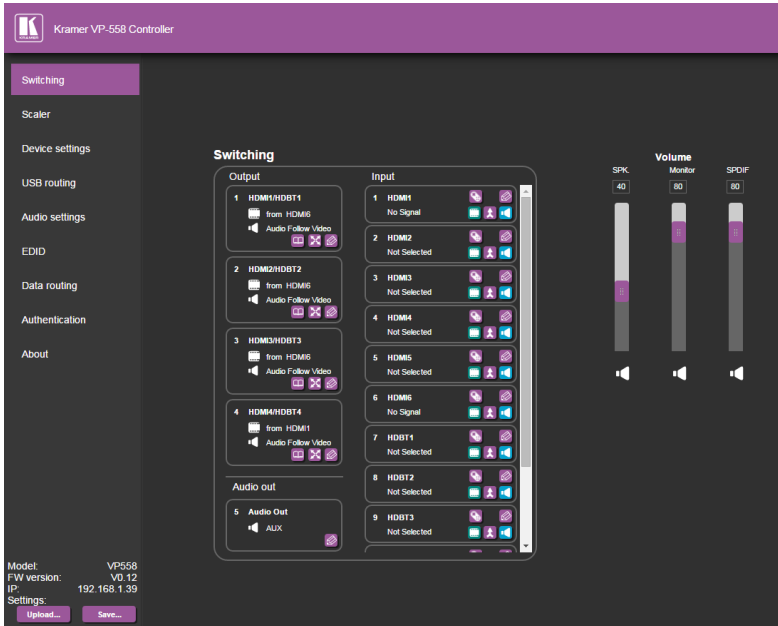 KRAMER
Kramer VP-558 Controller
Switching
Scaler
Device settings
USB routing
Audio settings
EDID
Data routing
Authentication
About
Model: VP558
FW version: V0.12
IP: 192.168.1.39
Settings:
Upload... Save...
Switching
Output
1 HDMI1/HDBT1
from HDMI6
Audio Follow Video
2 HDMI2/HDBT2
from HDMI6
Audio Follow Video
3 HDMI3/HDBT3
from HDMI6
Audio Follow Video
4 HDMI4/HDBT4
from HDMI1
Audio Follow Video
Audio out
5 Audio Out
AUX
Input
1 HDMI1
No Signal
2 HDMI2
Not Selected
3 HDMI3
Not Selected
4 HDMI4
Not Selected
5 HDMI5
Not Selected
6 HDMI6
No Signal
7 HDBT1
Not Selected
8 HDBT2
Not Selected
9 HDBT3
Not Selected
Volume
SPK. Monitor SPDIF
40 80 80